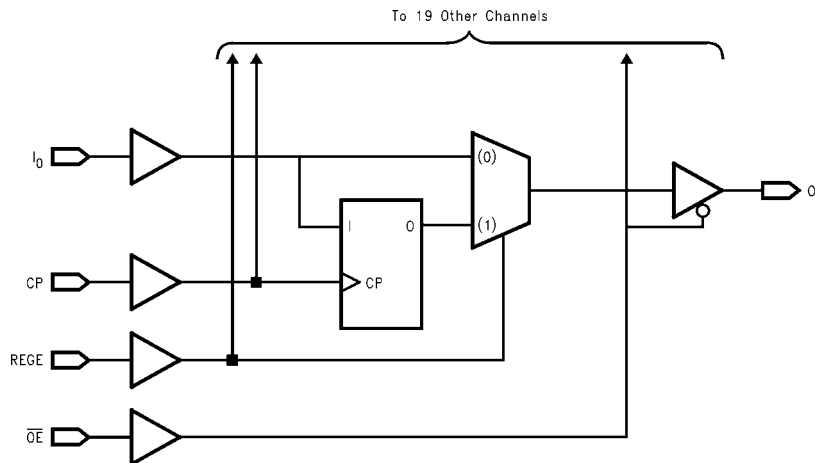 To 19 Other Channels
I0
(0)
I O
(1)
CP
CP
REGE
OE
O